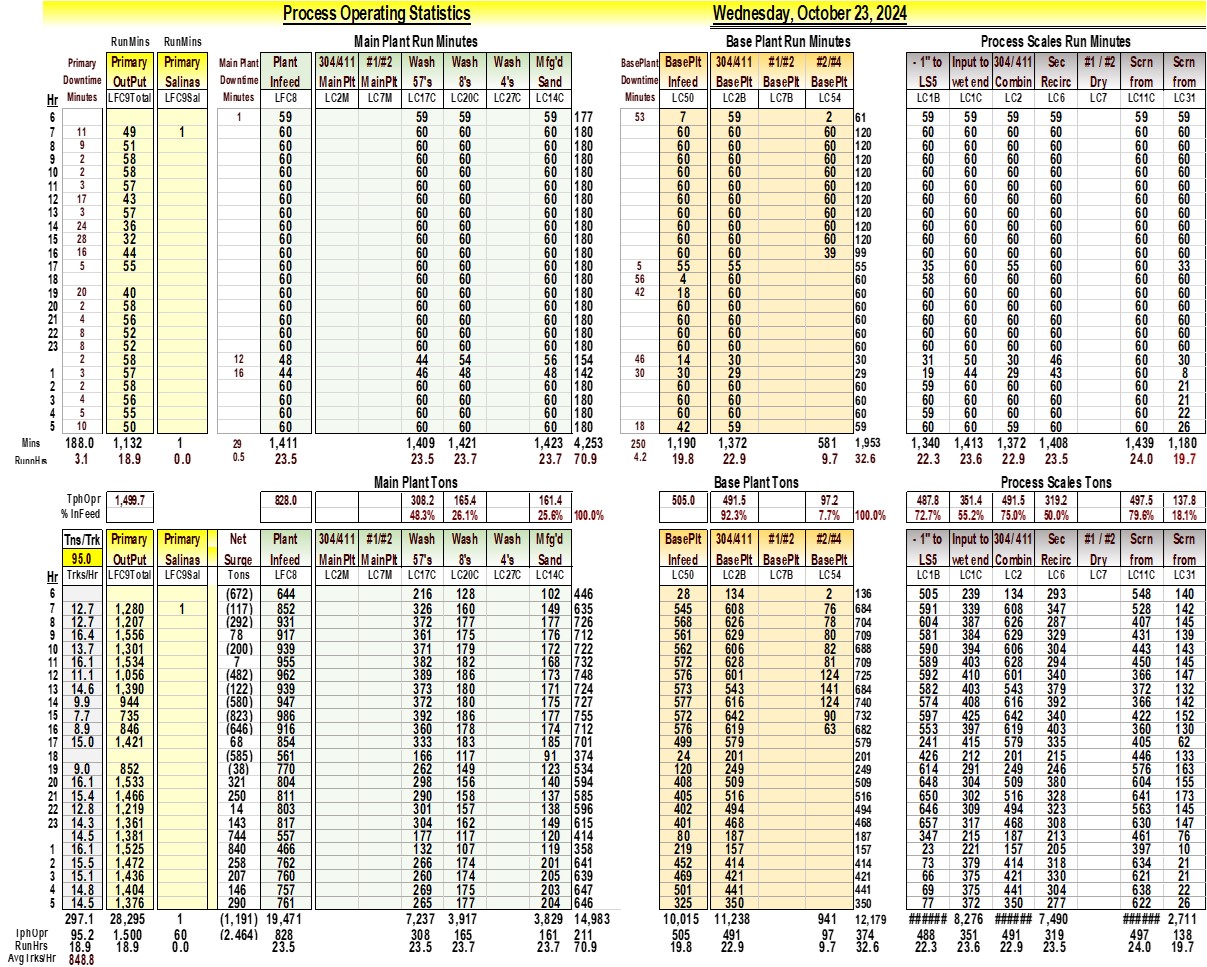 Process Operating Statistics Wednesday, October 23, 2024
RunMins RunMins Main Plant Run Minutes Base Plant Run Minutes Process Scales Run Minutes
Primary Primary Primary Main Plant Plant 304/411 #1/#2 Wash Wash Wash Mfg'd BasePlant BasePlt 304/411 #1/#2 #2/#4 - 1" to Input to 304/411 Sec #1 / #2 Scrn Scrn
Downtime OutPut Salinas Downtime Infeed MainPlt MainPlt 57's 8's 4's Sand Downtime Infeed BasePlt BasePlt BasePlt LS5 wet end Combin Recirc Dry from from
Hr Minutes LFC9Total LFC9Sal Minutes LFC8 LC2M LC7M LC17C LC20C LC27C LC14C Minutes LC50 LC2B LC7B LC54 LC1B LC1C LC2 LC6 LC7 LC11C LC31
6 1 59 59 59 59 177 53 7 59 2 61 59 59 59 59 59 59
7 11 49 1 60 60 60 60 180 60 60 60 120 60 60 60 60 60 60
8 9 51 60 60 60 60 180 60 60 60 120 60 60 60 60 60 60
9 2 58 60 60 60 60 180 60 60 60 120 60 60 60 60 60 60
10 2 58 60 60 60 60 180 60 60 60 120 60 60 60 60 60 60
11 3 57 60 60 60 60 180 60 60 60 120 60 60 60 60 60 60
12 17 43 60 60 60 60 180 60 60 60 120 60 60 60 60 60 60
13 3 57 60 60 60 60 180 60 60 60 120 60 60 60 60 60 60
14 24 36 60 60 60 60 180 60 60 60 120 60 60 60 60 60 60
15 28 32 60 60 60 60 180 60 60 60 120 60 60 60 60 60 60
16 16 44 60 60 60 60 180 60 60 39 99 60 60 60 60 60 60
17 5 55 60 60 60 60 180 5 55 55 55 35 60 55 60 60 33
18 60 60 60 60 180 56 4 60 60 58 60 60 60 60 60
19 20 40 60 60 60 60 180 42 18 60 60 60 60 60 60 60 60
20 2 58 60 60 60 60 180 60 60 60 60 60 60 60 60 60
21 4 56 60 60 60 60 180 60 60 60 60 60 60 60 60 60
22 8 52 60 60 60 60 180 60 60 60 60 60 60 60 60 60
23 8 52 60 60 60 60 180 60 60 60 60 60 60 60 60 60
2 58 12 48 44 54 56 154 46 14 30 30 31 50 30 46 60 30
1 3 57 16 44 46 48 48 142 30 30 29 29 19 44 29 43 60 8
2 2 58 60 60 60 60 180 60 60 60 59 60 60 60 60 21
3 4 56 60 60 60 60 180 60 60 60 60 60 60 60 60 21
4 5 55 60 60 60 60 180 60 60 60 59 60 60 60 60 22
5 10 50 60 60 60 60 180 18 42 59 59 60 60 59 60 60 26
Mins 188.0 1,132 1 29 1,411 1,409 1,421 1,423 4,253 250 1,190 1,372 581 1,953 1,340 1,413 1,372 1,408 1,439 1,180
RunnHrs 3.1 18.9 0.0 0.5 23.5 23.5 23.7 23.7 70.9 4.2 19.8 22.9 9.7 32.6 22.3 23.6 22.9 23.5 24.0 19.7
Main Plant Tons Base Plant Tons Process Scales Tons
TphOpr 1,499.7 828.0 308.2 165.4 161.4 505.0 491.5 97.2 487.8 351.4 491.5 319.2 497.5 137.8
% InFeed 48.3% 26.1% 25.6% 100.0% 92.3% 7.7% 100.0% 72.7% 55.2% 75.0% 50.0% 79.6% 18.1%
Tns/Trk Primary Primary Net Plant 304/411 #1/#2 Wash Wash Wash Mfg'd BasePlt 304/411 #1/#2 #2/#4 - 1" to Input to 304/ 411 Sec #1 / #2 Scrn Scrn
95.0 OutPut Salinas Surge Infeed MainPlt MainPlt 57's 8's 4's Sand Infeed BasePlt BasePlt BasePlt LS5 wet end Combin Recirc Dry from from
Hr Trks/Hr LFC9Total LFC9Sal Tons LFC8 LC2M LC7M LC17C LC20C LC27C LC14C LC50 LC2B LC7B LC54 LC1B LC1C LC2 LC6 LC7 LC11C LC31
6 (672) 644 216 128 102 446 28 134 2 136 505 239 134 293 548 140
7 12.7 1,280 1 (117) 852 326 160 149 635 545 608 76 684 591 339 608 347 528 142
8 12.7 1,207 (292) 931 372 177 177 726 568 626 78 704 604 387 626 287 407 145
9 16.4 1,556 78 917 361 175 176 712 561 629 80 709 581 384 629 329 431 139
10 13.7 1,301 (200) 939 371 179 172 722 562 606 82 688 590 394 606 304 443 143
11 16.1 1,534 7 955 382 182 168 732 572 628 81 709 589 403 628 294 450 145
12 11.1 1,056 (482) 962 389 186 173 748 576 601 124 725 592 410 601 340 366 147
13 14.6 1,390 (122) 939 373 180 171 724 573 543 141 684 582 403 543 379 372 132
14 9.9 944 (580) 947 372 180 175 727 577 616 124 740 574 408 616 392 366 142
15 7.7 735 (823) 986 392 186 177 755 572 642 90 732 597 425 642 340 422 152
16 8.9 846 (646) 916 360 178 174 712 576 619 63 682 553 397 619 403 360 130
17 15.0 1,421 68 854 333 183 185 701 499 579 579 241 415 579 335 405 62
18 (585) 561 166 117 91 374 24 201 201 426 212 201 215 446 133
19 9.0 852 (38) 770 262 149 123 534 120 249 249 614 291 249 246 576 163
20 16.1 1,533 321 804 298 156 140 594 408 509 509 648 304 509 380 604 155
21 15.4 1,466 250 811 290 158 137 585 405 516 516 650 302 516 328 641 173
22 12.8 1,219 14 803 301 157 138 596 402 494 494 646 309 494 323 563 145
23 14.3 1,361 143 817 304 162 149 615 401 468 468 657 317 468 308 630 147
14.5 1,381 744 557 177 117 120 414 80 187 187 347 215 187 213 461 76
1 16.1 1,525 840 466 132 107 119 358 219 157 157 23 221 157 205 397 10
2 15.5 1,472 258 762 266 174 201 641 452 414 414 73 379 414 318 634 21
3 15.1 1,436 207 760 260 174 205 639 469 421 421 66 375 421 330 621 21
4 14.8 1,404 146 757 269 175 203 647 501 441 441 69 375 441 304 638 22
5 14.5 1,376 290 761 265 175 204 646 325 350 350 77 372 350 277 622 26
297.1 28,295 1 (1,191) 19,471 7,237 3,917 3,829 14,983 10,015 11,238 941 12,179 ###### 8,276 ###### 7,490 ###### 2,711
TphOpr 95.2 1,500 60 (2.464) 828 308 165 161 211 505 491 97 374 488 351 491 319 497 138
RunHrs 18.9 18.9 0.0 23.5 23.5 23.7 23.7 70.9 19.8 22.9 9.7 32.6 22.3 23.6 22.9 23.5 24.0 19.7
Avg Trks/Hr 848.8